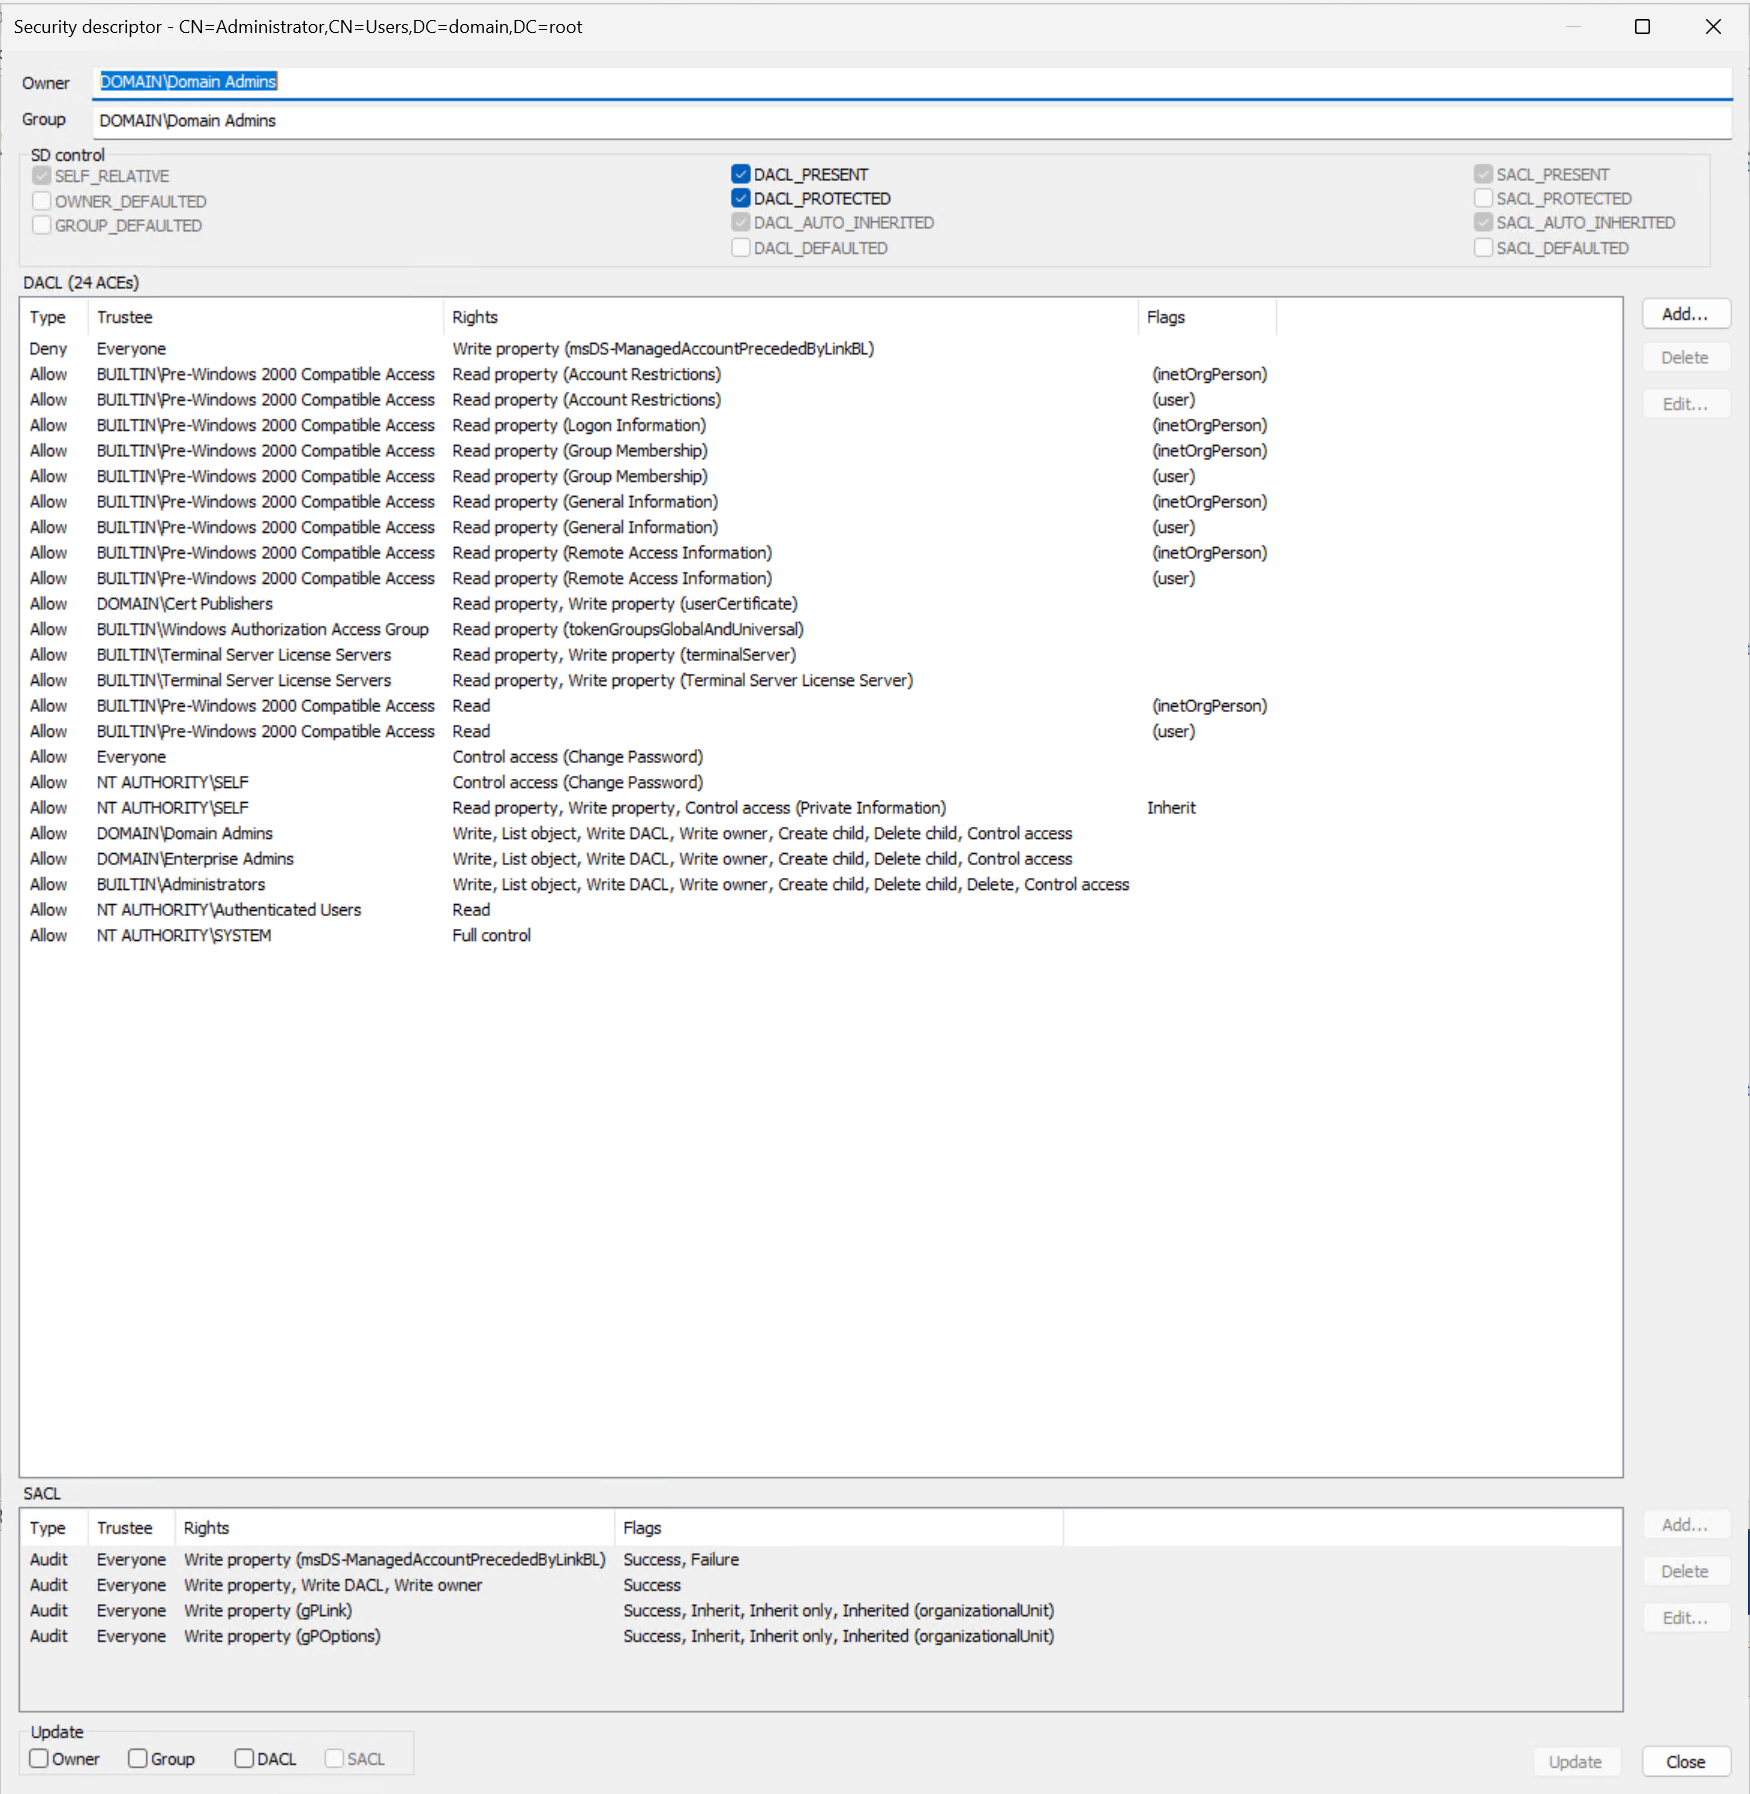 Security descriptor - CN=Administrator,CN=Users,DC=domain,DC=root
Owner DOMAIN\Domain Admins
Group DOMAIN\Domain Admins
SD control
SELF_RELATIVE DACL_PRESENT SACL_PRESENT
OWNER_DEFAULTED DACL_PROTECTED SACL_PROTECTED
GROUP_DEFAULTED DACL_AUTO_INHERITED SACL_AUTO_INHERITED
DACL_DEFAULTED SACL_DEFAULTED
DACL (24 ACEs)
Type Trustee Rights Flags Add...
Deny Everyone Write property (msDS-ManagedAccountPrecededByLinkBL)
Allow BUILTIN\Pre-Windows 2000 Compatible Access Read property (Account Restrictions) (inetOrgPerson) Delete
Allow BUILTIN\Pre-Windows 2000 Compatible Access Read property (Account Restrictions) (user) Edit...
Allow BUILTIN\Pre-Windows 2000 Compatible Access Read property (Logon Information) (inetOrgPerson)
Allow BUILTIN\Pre-Windows 2000 Compatible Access Read property (Group Membership) (inetOrgPerson)
Allow BUILTIN\Pre-Windows 2000 Compatible Access Read property (Group Membership) (user)
Allow BUILTIN\Pre-Windows 2000 Compatible Access Read property (General Information) (inetOrgPerson)
Allow BUILTIN\Pre-Windows 2000 Compatible Access Read property (General Information) (user)
Allow BUILTIN\Pre-Windows 2000 Compatible Access Read property (Remote Access Information) (inetOrgPerson)
Allow BUILTIN\Pre-Windows 2000 Compatible Access Read property (Remote Access Information) (user)
Allow DOMAIN\Cert Publishers Read property, Write property (userCertificate)
Allow BUILTIN\Windows Authorization Access Group Read property (tokenGroupsGlobalAndUniversal)
Allow BUILTIN\Terminal Server License Servers Read property, Write property (terminalServer)
Allow BUILTIN\Terminal Server License Servers Read property, Write property (Terminal Server License Server)
Allow BUILTIN\Pre-Windows 2000 Compatible Access Read (inetOrgPerson)
Allow BUILTIN\Pre-Windows 2000 Compatible Access Read (user)
Allow Everyone Control access (Change Password)
Allow NT AUTHORITY\SELF Control access (Change Password)
Allow NT AUTHORITY\SELF Read property, Write property, Control access (Private Information) Inherit
Allow DOMAIN\Domain Admins Write, List object, Write DACL, Write owner, Create child, Delete child, Control access
Allow DOMAIN\Enterprise Admins Write, List object, Write DACL, Write owner, Create child, Delete child, Control access
Allow BUILTIN\Administrators Write, List object, Write DACL, Write owner, Create child, Delete child, Delete, Control access
Allow NT AUTHORITY\Authenticated Users Read
Allow NT AUTHORITY\SYSTEM Full control
SACL
Type Trustee Rights Flags Add...
Audit Everyone Write property (msDS-ManagedAccountPrecededByLinkBL) Success, Failure Delete
Audit Everyone Write property, Write DACL, Write owner Success
Audit Everyone Write property (gPLink) Success, Inherit, Inherit only, Inherited (organizationalUnit) Edit...
Audit Everyone Write property (gPOptions) Success, Inherit, Inherit only, Inherited (organizationalUnit)
Update
Owner Group DACL SACL Update Close